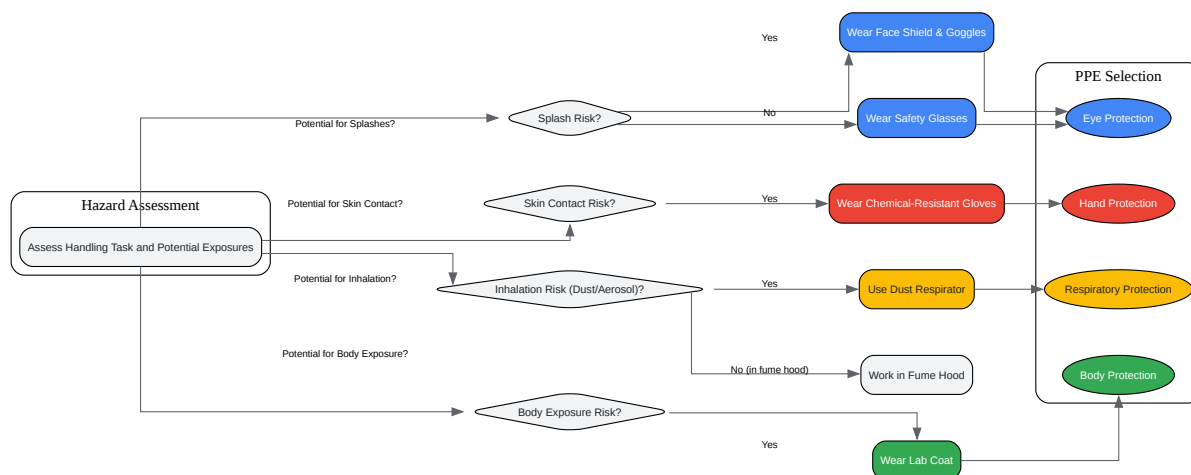 Yes
Wear Face Shield & Goggles
PPE Selection
Potential for Splashes?
Splash Risk?
No
Wear Safety Glasses
Eye Protection
Hazard Assessment
Assess Handling Task and Potential Exposures
Potential for Skin Contact?
Skin Contact Risk?
Yes
Wear Chemical-Resistant Gloves
Hand Protection
Potential for Inhalation?
Inhalation Risk (Dust/Aerosol)?
Yes
Use Dust Respirator
Respiratory Protection
No (in fume hood)
Work in Fume Hood
Potential for Body Exposure?
Body Exposure Risk?
Yes
Wear Lab Coat
Body Protection